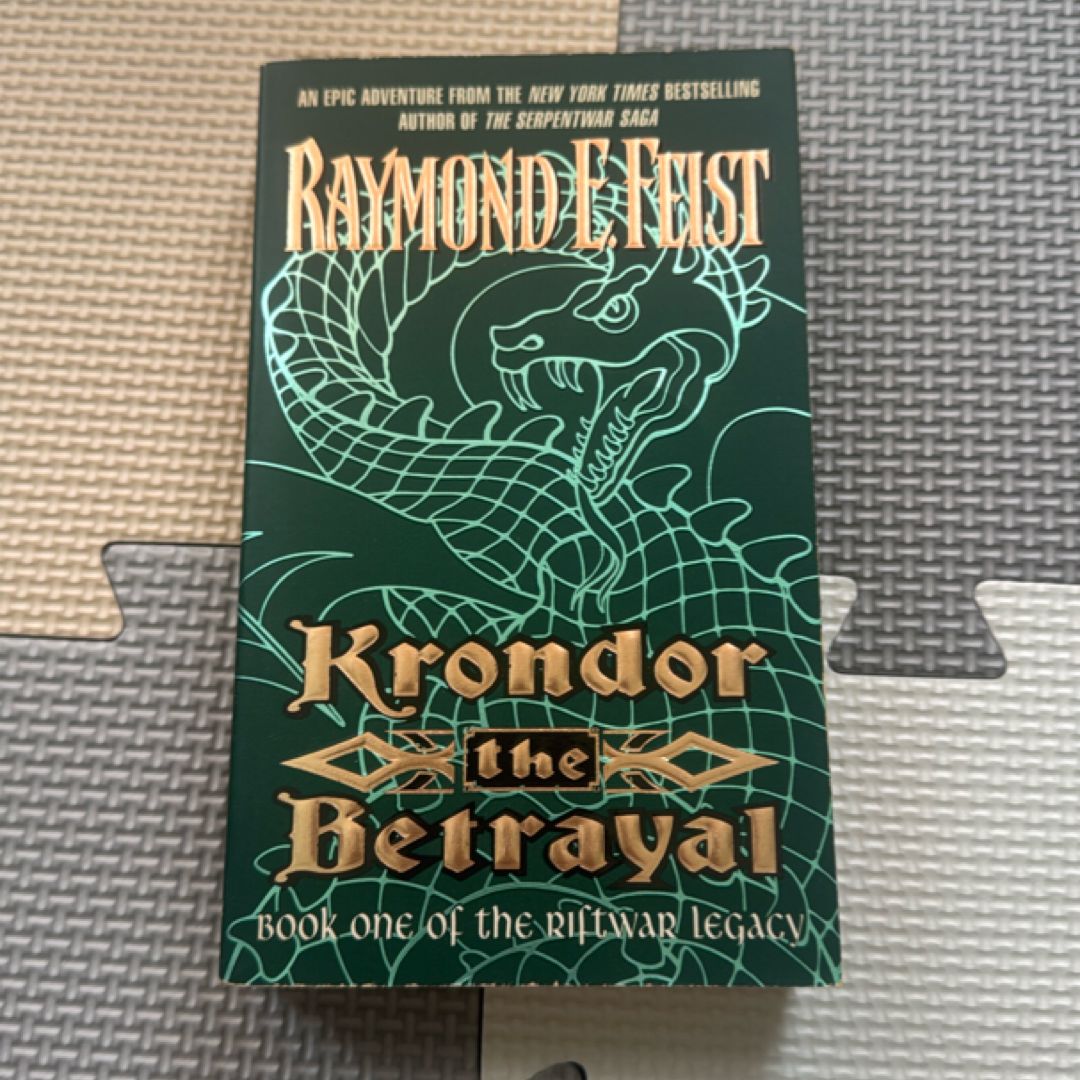 AN EPIC ADVENTURE FROM THE NEW YORK TIMES BESTSELLING
AUTHOR OF THE SERPENTWAR SAGA
RAYMOND E. FEIST
Krondor
the
Betrayal
BOOK ONE OF THE RIFTWAR LEGACY